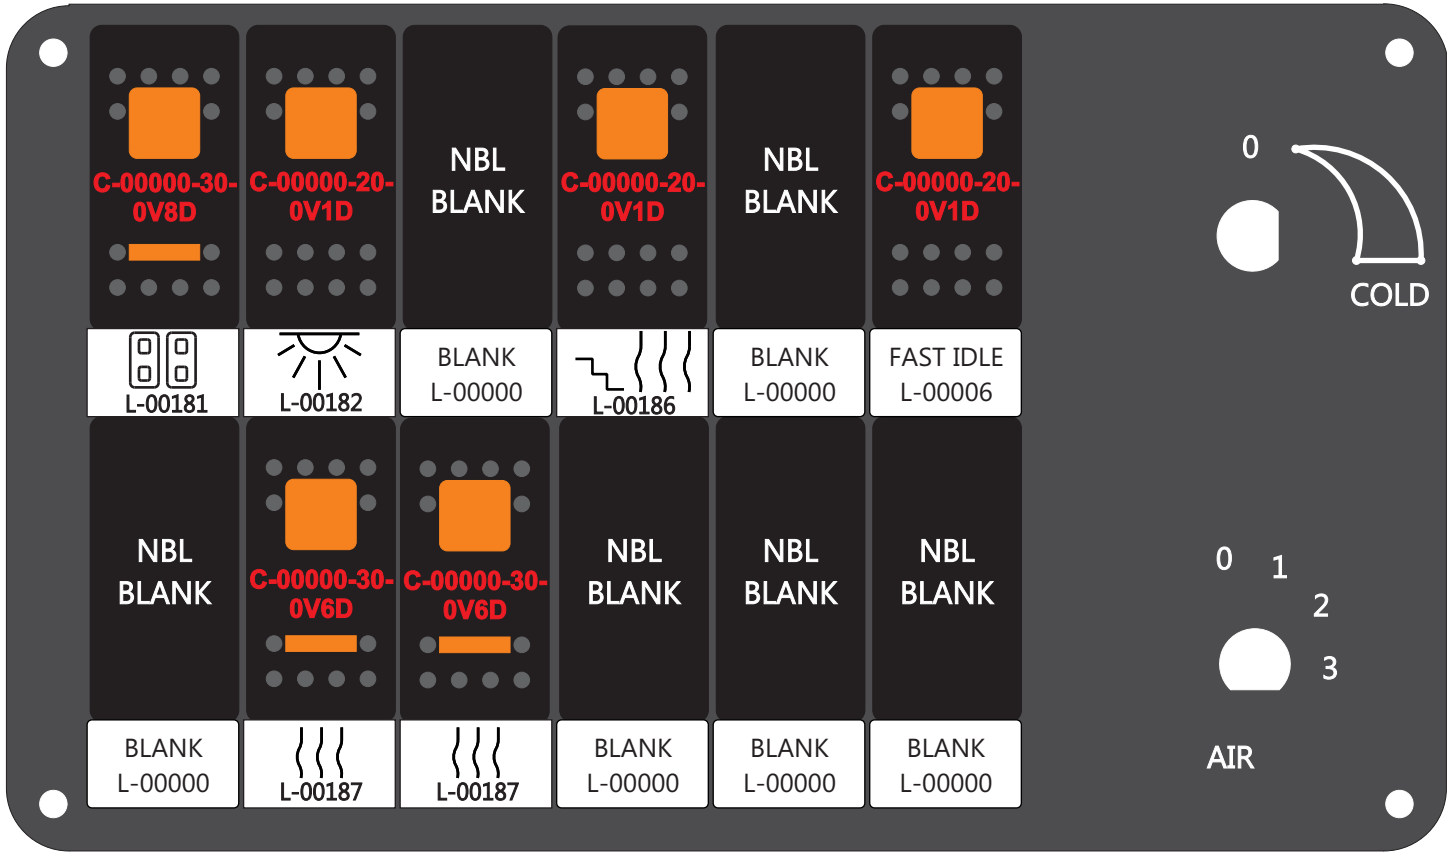 C-00000-30-
0V8D
C-00000-20-
0V1D
NBL
BLANK
C-00000-20-
0V1D
NBL
BLANK
C-00000-20-
0V1D
0
COLD
L-00181
L-00182
BLANK
L-00000
L-00186
BLANK
L-00000
FAST IDLE
L-00006
NBL
BLANK
C-00000-30-
0V6D
C-00000-30-
0V6D
NBL
BLANK
NBL
BLANK
NBL
BLANK
0
1
2
3
AIR
BLANK
L-00000
L-00187
L-00187
BLANK
L-00000
BLANK
L-00000
BLANK
L-00000